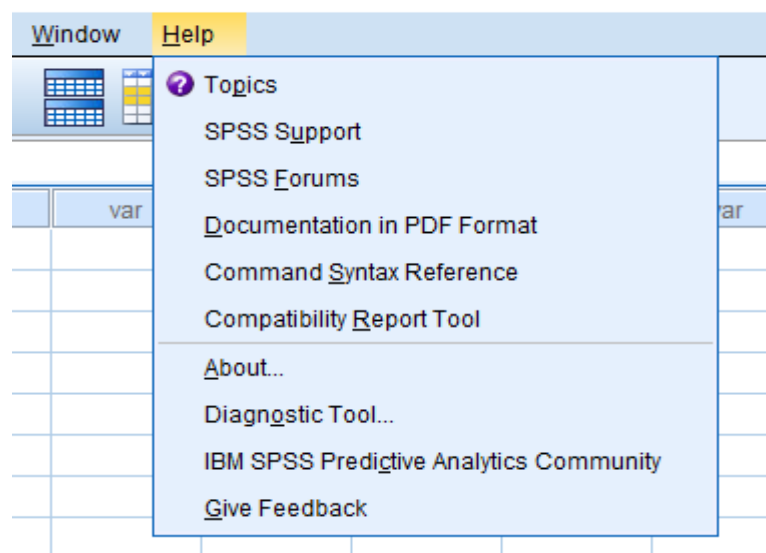 Window Help
Topics
SPSS Support
SPSS Forums
var
Documentation in PDF Format
Command Syntax Reference
Compatibility Report Tool
About...
Diagnostic Tool...
IBM SPSS Predictive Analytics Community
Give Feedback